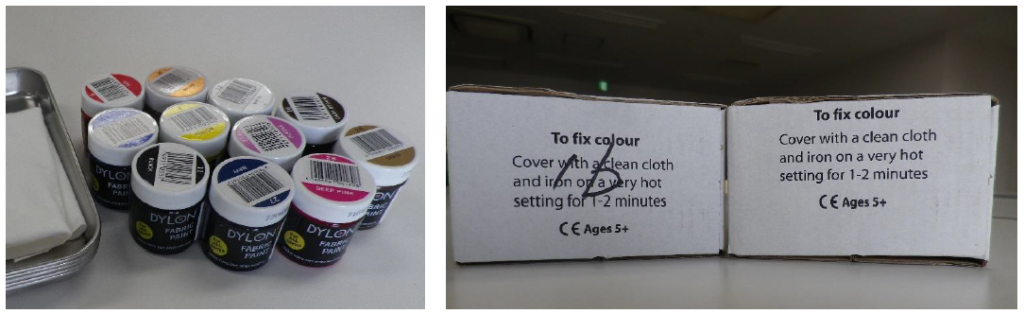 DYLON
FABRIC
PAINT
DYLON
FABRIC
PAINT
DEEP PINK
DYLON
FABRIC
PAINT
To fix colour
Cover with a clean cloth
and iron on a very hot
setting for 1-2 minutes
CE Ages 5+
To fix colour
Cover with a clean cloth
and iron on a very hot
setting for 1-2 minutes
CE Ages 5+